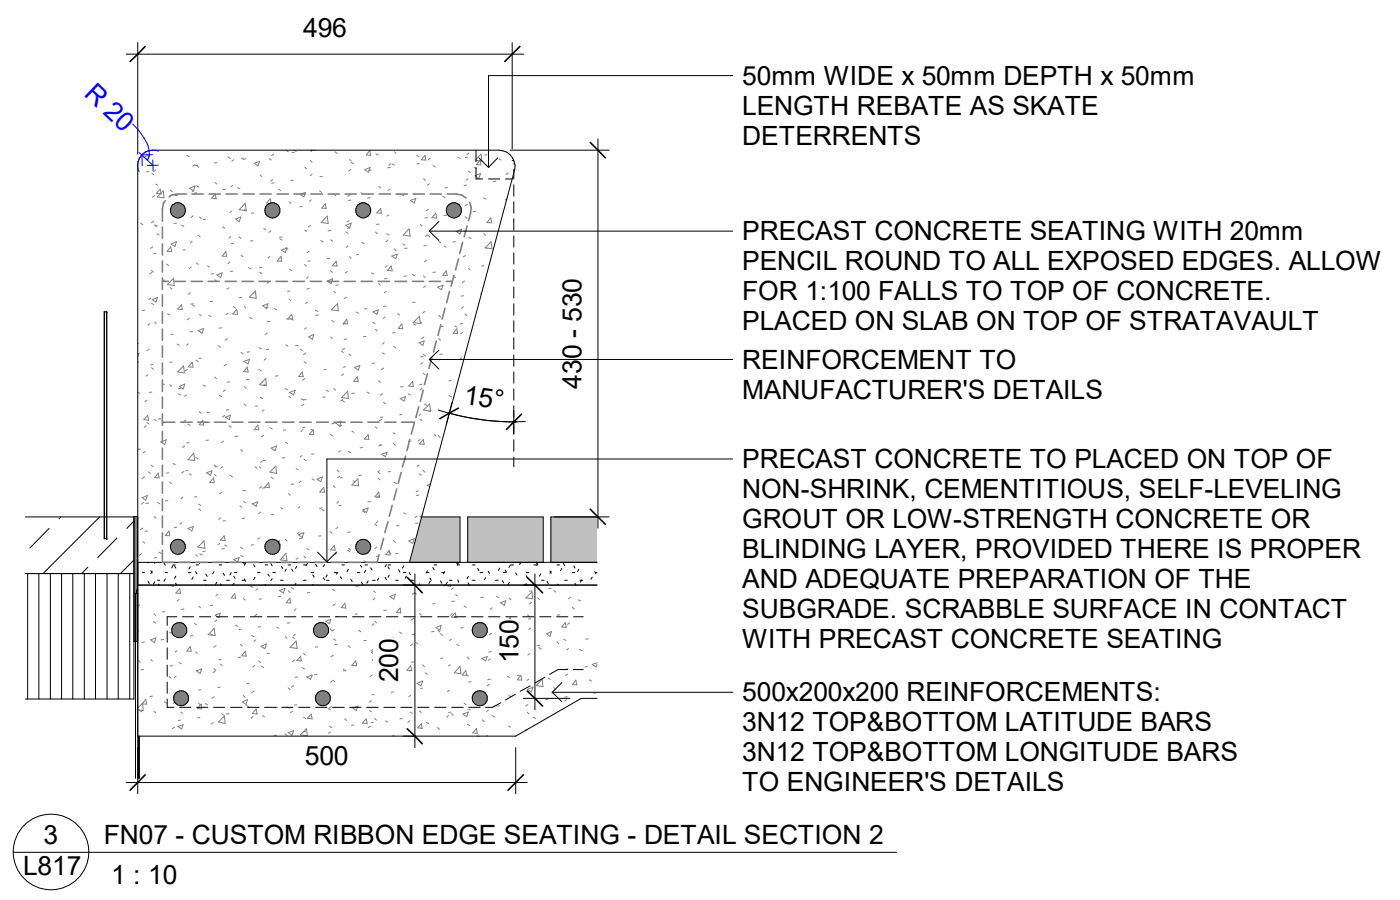 496
R 20
50mm WIDE x 50mm DEPTH x 50mm
LENGTH REBATE AS SKATE
DETERRENTS
PRECAST CONCRETE SEATING WITH 20mm
PENCIL ROUND TO ALL EXPOSED EDGES. ALLOW
FOR 1:100 FALLS TO TOP OF CONCRETE.
PLACED ON SLAB ON TOP OF STRATAVAULT
430 - 530
REINFORCEMENT TO
MANUFACTURER'S DETAILS
15°
PRECAST CONCRETE TO PLACED ON TOP OF
NON-SHRINK, CEMENTITIOUS, SELF-LEVELING
GROUT OR LOW-STRENGTH CONCRETE OR
BLINDING LAYER, PROVIDED THERE IS PROPER
AND ADEQUATE PREPARATION OF THE
SUBGRADE. SCRABBLE SURFACE IN CONTACT
WITH PRECAST CONCRETE SEATING
200
150
500x200x200 REINFORCEMENTS:
3N12 TOP&BOTTOM LATITUDE BARS
3N12 TOP&BOTTOM LONGITUDE BARS
TO ENGINEER'S DETAILS
500
3
L817
FN07 - CUSTOM RIBBON EDGE SEATING - DETAIL SECTION 2
1 : 10